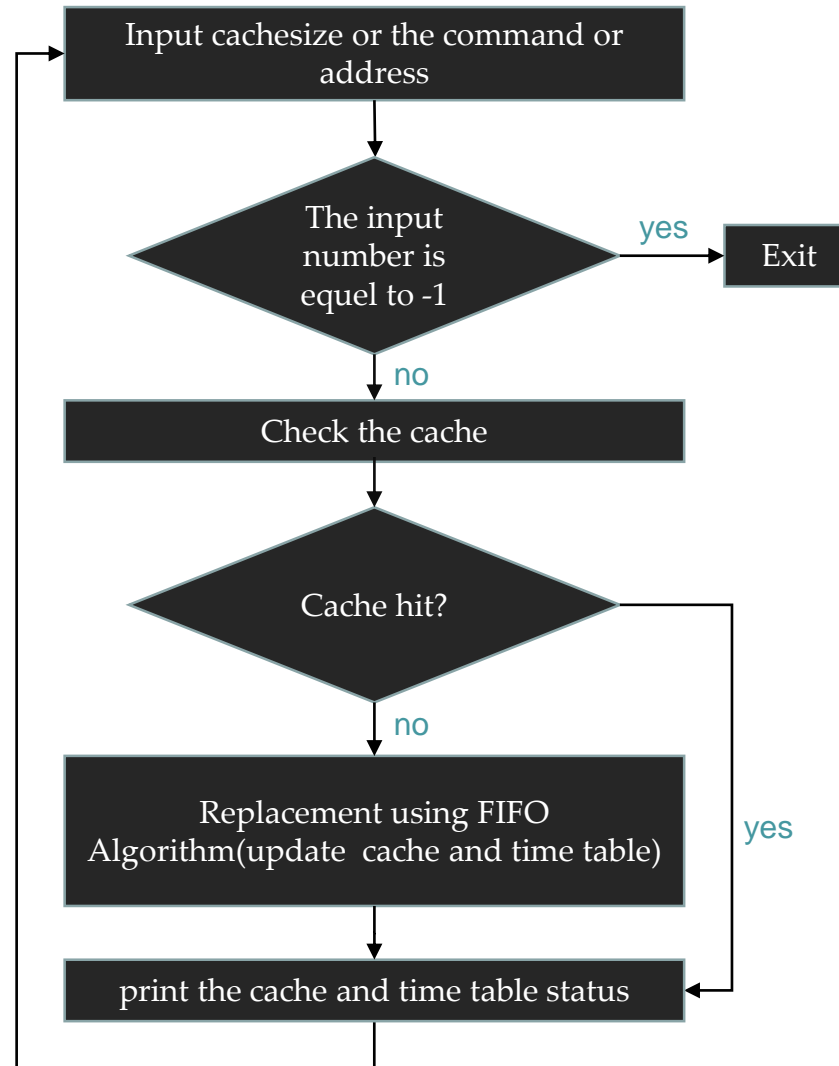 Input cachesize or the command or
address
The input
number is
equel to -1
yes
Exit
no
Check the cache
Cache hit?
no
yes
Replacement using FIFO
Algorithm(update cache and time table)
print the cache and time table status